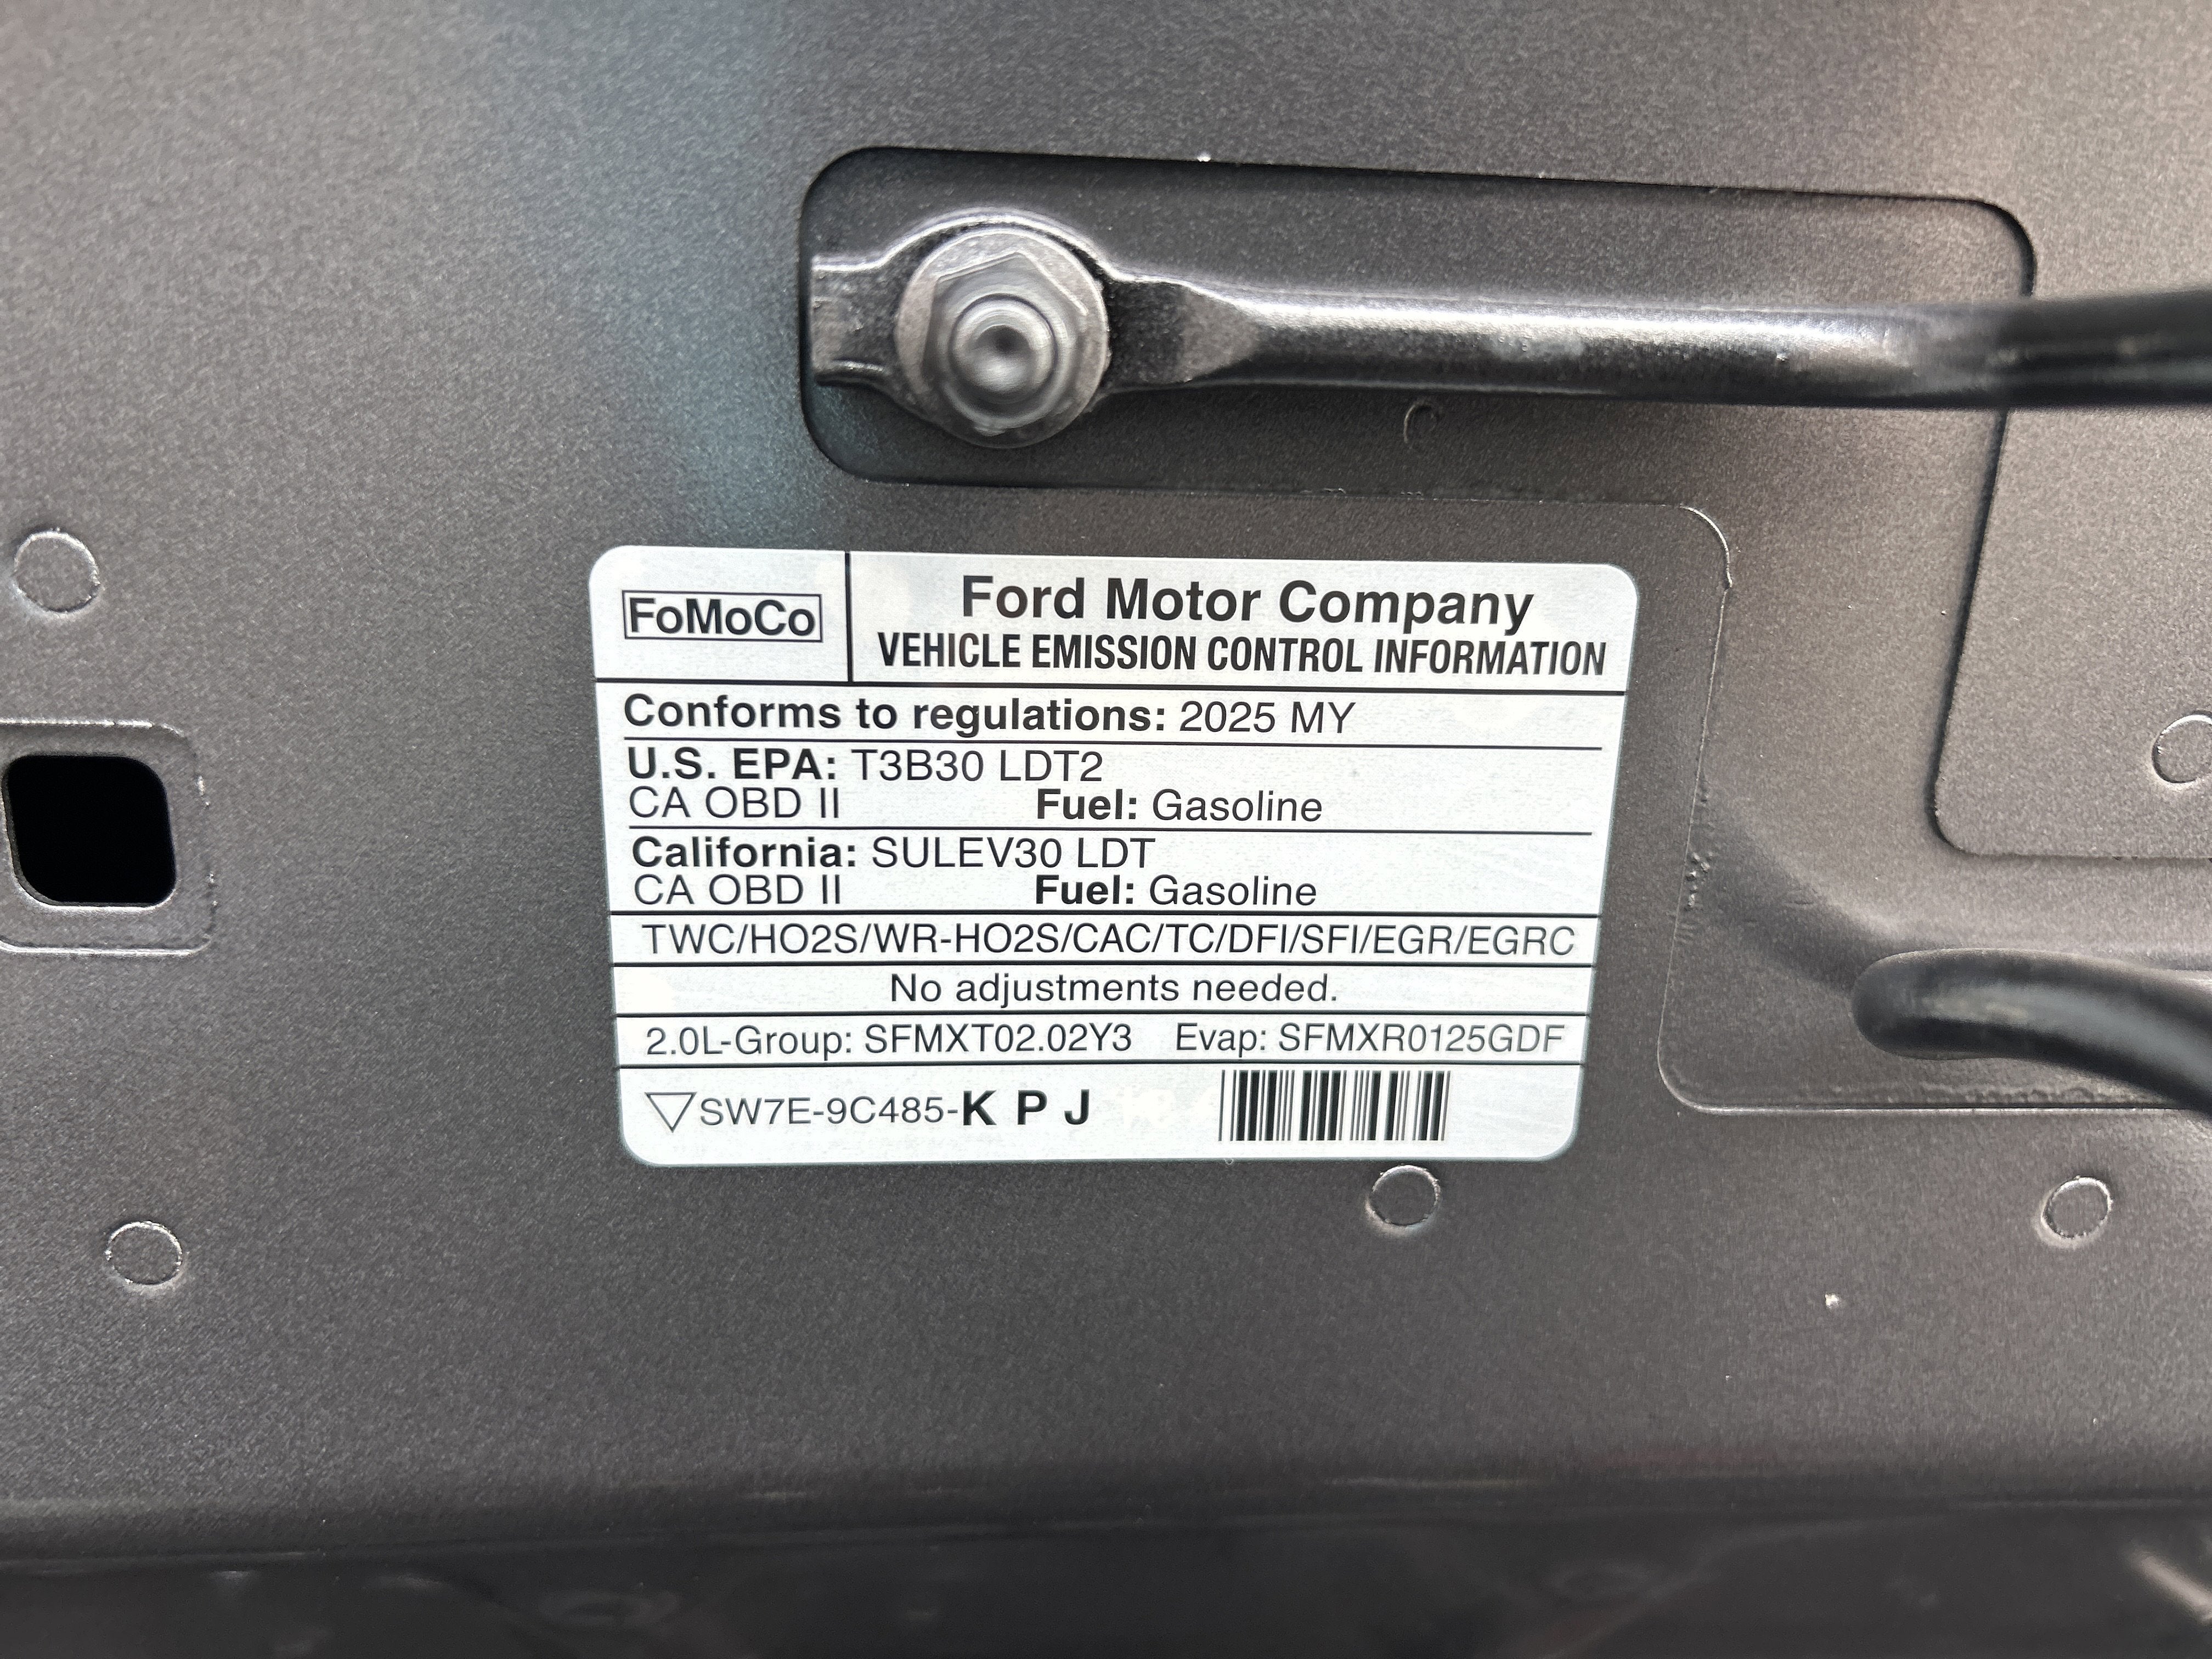 FoMoCo
Ford Motor Company
VEHICLE EMISSION CONTROL INFORMATION
Conforms to regulations: 2025 MY
U.S. EPA: T3B30 LDT2
CA OBD II Fuel: Gasoline
California: SULEV30 LDT
CA OBD II Fuel: Gasoline
TWC/HO2S/WR-HO2S/CAC/TC/DFI/SFI/EGR/EGRC
No adjustments needed.
2.0L-Group: SFMXT02.02Y3 Evap: SFMXR0125GDF
SW7E-9C485-K P J